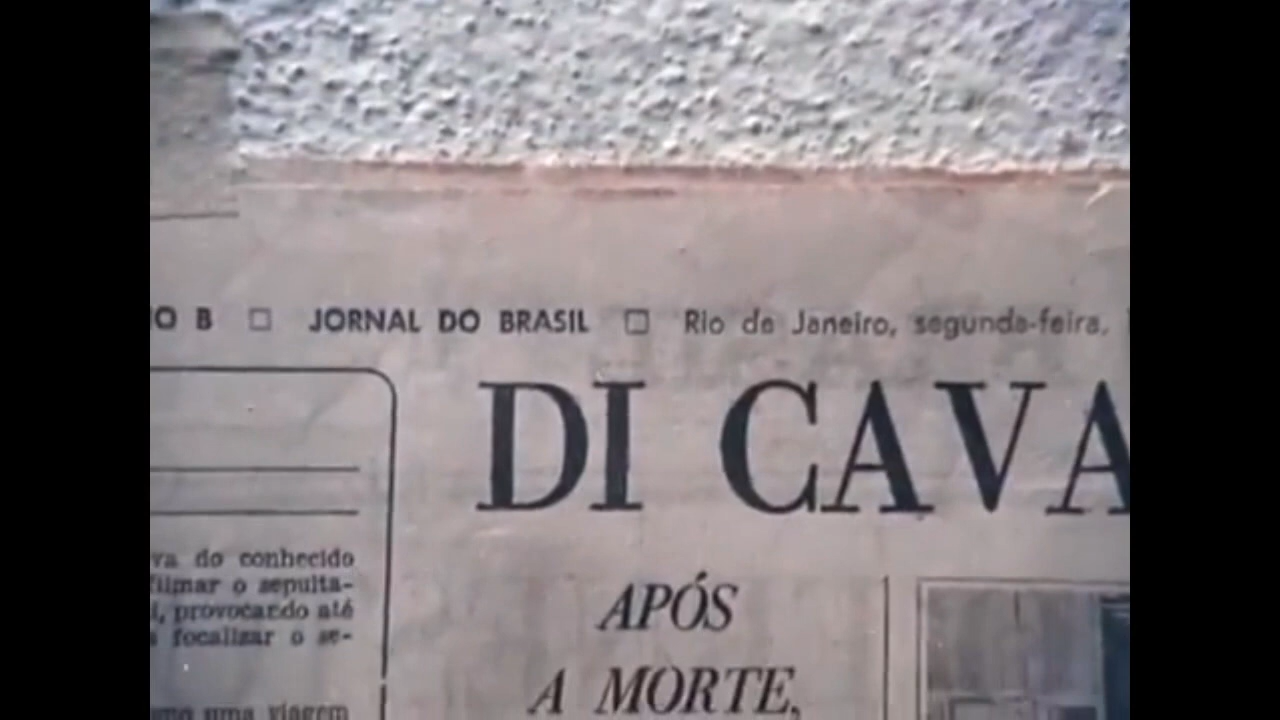 O B □ JORNAL DO BRASIL □ Rio de Janeiro, segunda-feira,
DI CAVA
va do conhecido
filmar o sepulta-
i, provocando até
focalizar o se-
uma viagem
APÓS
A MORTE,